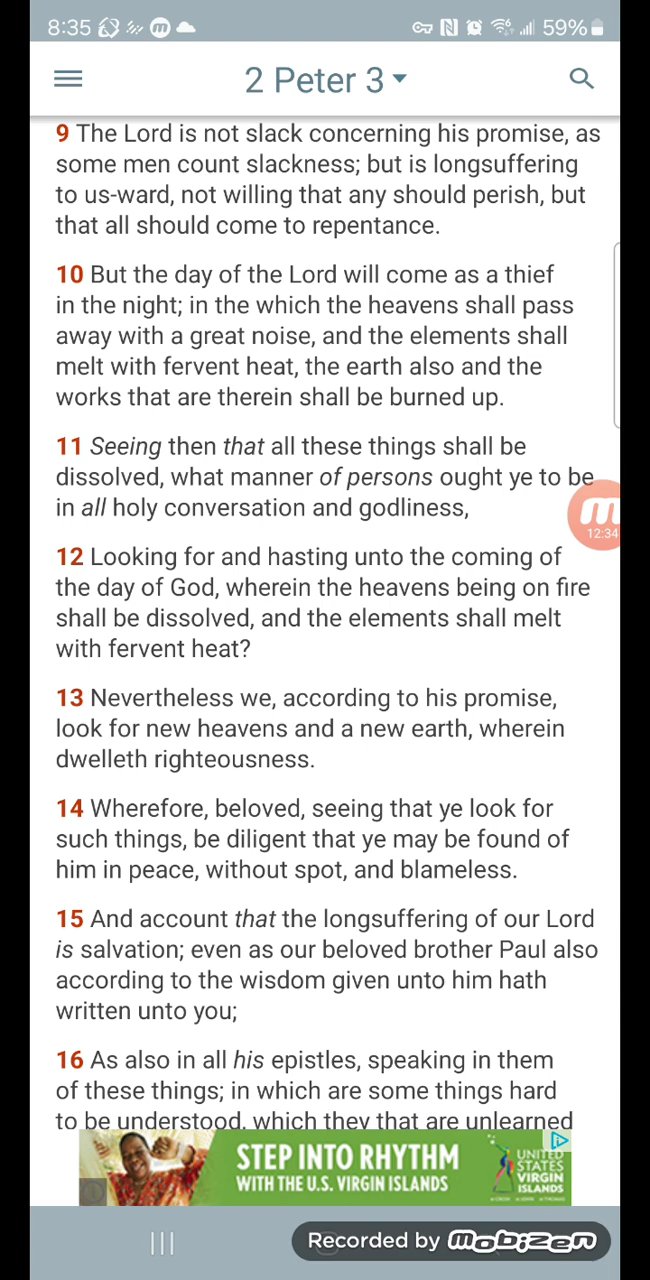 8:35
59%
2 Peter 3
9 The Lord is not slack concerning his promise, as
some men count slackness; but is longsuffering
to us-ward, not willing that any should perish, but
that all should come to repentance.
10 But the day of the Lord will come as a thief
in the night; in the which the heavens shall pass
away with a great noise, and the elements shall
melt with fervent heat, the earth also and the
works that are therein shall be burned up.
11 Seeing then that all these things shall be
dissolved, what manner of persons ought ye to be
in all holy conversation and godliness,
m
12:34
12 Looking for and hasting unto the coming of
the day of God, wherein the heavens being on fire
shall be dissolved, and the elements shall melt
with fervent heat?
13 Nevertheless we, according to his promise,
look for new heavens and a new earth, wherein
dwelleth righteousness.
14 Wherefore, beloved, seeing that ye look for
such things, be diligent that ye may be found of
him in peace, without spot, and blameless.
15 And account that the longsuffering of our Lord
is salvation; even as our beloved brother Paul also
according to the wisdom given unto him hath
written unto you;
16 As also in all his epistles, speaking in them
of these things; in which are some things hard
to be understood, which they that are unlearned
STEP INTO RHYTHM
WITH THE U.S. VIRGIN ISLANDS
UNITED
STATES
VIRGIN
ISLANDS
Recorded by mobizen